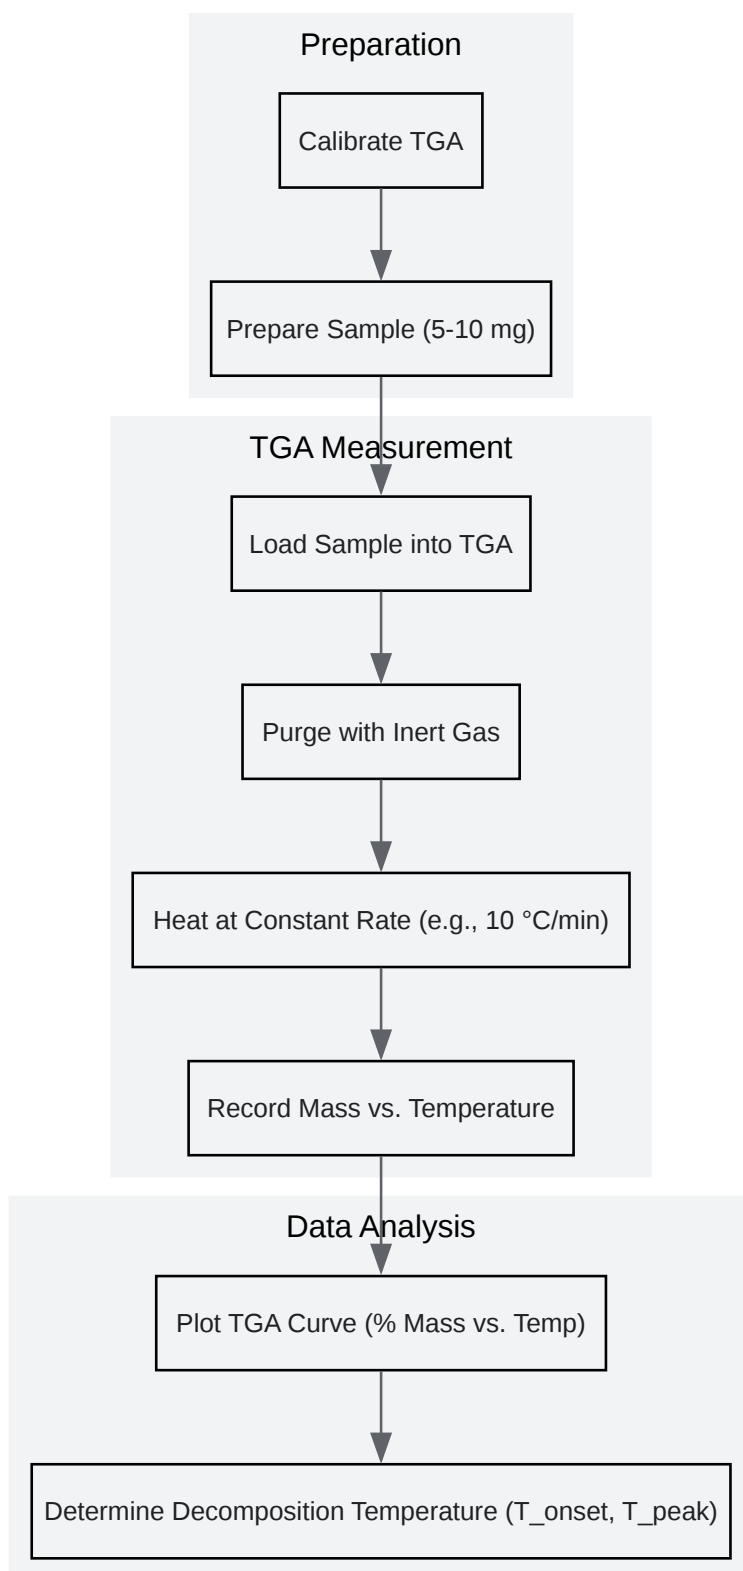 Preparation
Calibrate TGA
Prepare Sample (5-10 mg)
TGA Measurement
Load Sample into TGA
Purge with Inert Gas
Heat at Constant Rate (e.g., 10 °C/min)
Record Mass vs. Temperature
Data Analysis
Plot TGA Curve (% Mass vs. Temp)
Determine Decomposition Temperature (T_onset, T_peak)